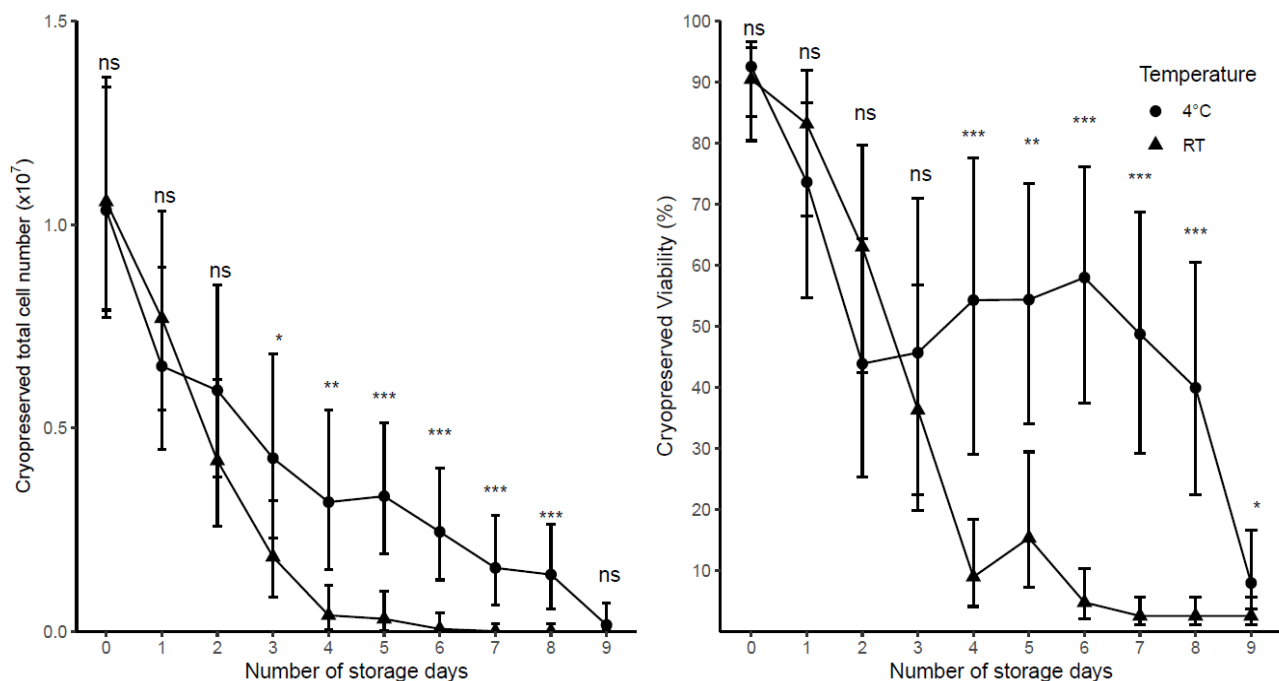 Cryopreserved total cell number (x10⁷)
1.5
1.0
0.5
0.0
ns
ns
ns
*
**
***
***
***
***
ns
0 1 2 3 4 5 6 7 8 9
Number of storage days
Cryopreserved Viability (%)
100
90
80
70
60
50
40
30
20
10
ns
ns
ns
ns
***
**
***
***
***
*
Temperature
4°C
RT
0 1 2 3 4 5 6 7 8 9
Number of storage days